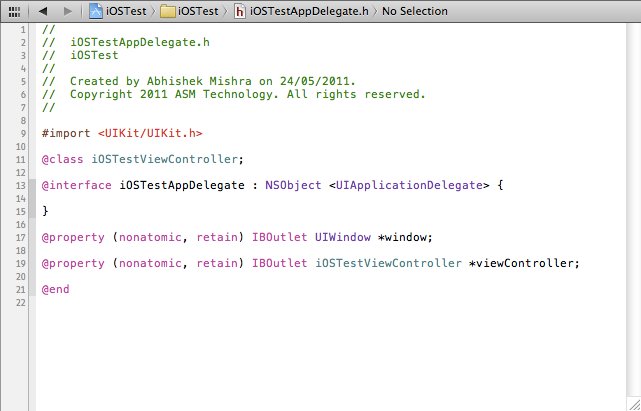 iOSTest iOSTest iOSTestAppDelegate.h No Selection
1 //
2 //  iOSTestAppDelegate.h
3 //  iOSTest
4 //
5 //  Created by Abhishek Mishra on 24/05/2011.
6 //  Copyright 2011 ASM Technology. All rights reserved.
7 //
8
9 #import <UIKit/UIKit.h>
10
11 @class iOSTestViewController;
12
13 @interface iOSTestAppDelegate : NSObject <UIApplicationDelegate> {
14
15 }
16
17 @property (nonatomic, retain) IBOutlet UIWindow *window;
18
19 @property (nonatomic, retain) IBOutlet iOSTestViewController *viewController;
20
21 @end
22